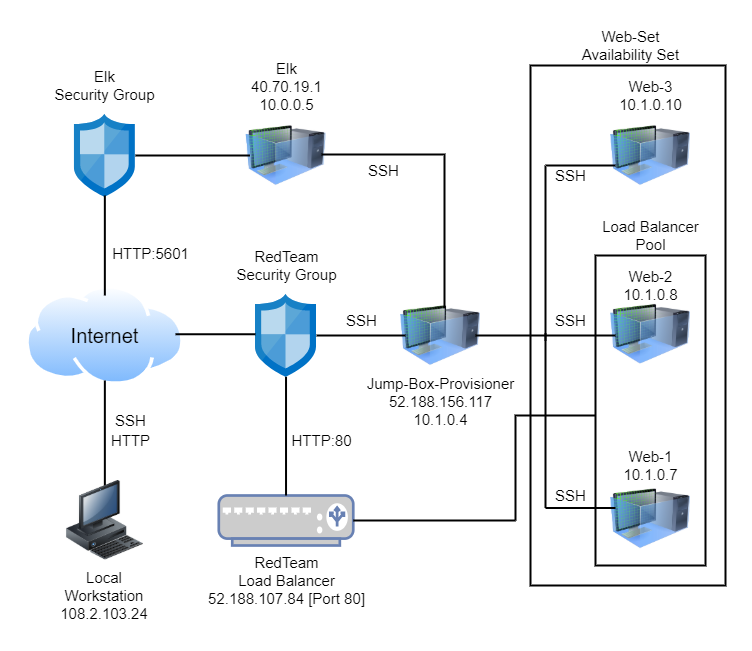 Web-Set
Availability Set
Elk
Security Group
Elk
40.70.19.1
10.0.0.5
Web-3
10.1.0.10
SSH
SSH
HTTP:5601
RedTeam
Security Group
Load Balancer
Pool
Web-2
10.1.0.8
Internet
SSH
SSH
Jump-Box-Provisioner
52.188.156.117
10.1.0.4
SSH
HTTP
HTTP:80
Web-1
10.1.0.7
SSH
Local
Workstation
108.2.103.24
RedTeam
Load Balancer
52.188.107.84 [Port 80]